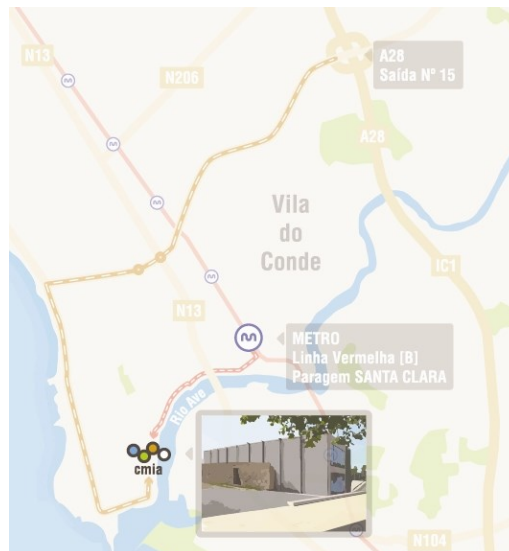 N13
N206
A28
Saída Nº 15
A28
Vila
do
Conde
IC1
N13
METRO
Linha Vermelha [B]
Paragem SANTA CLARA
Rio Ave
cmia
N104